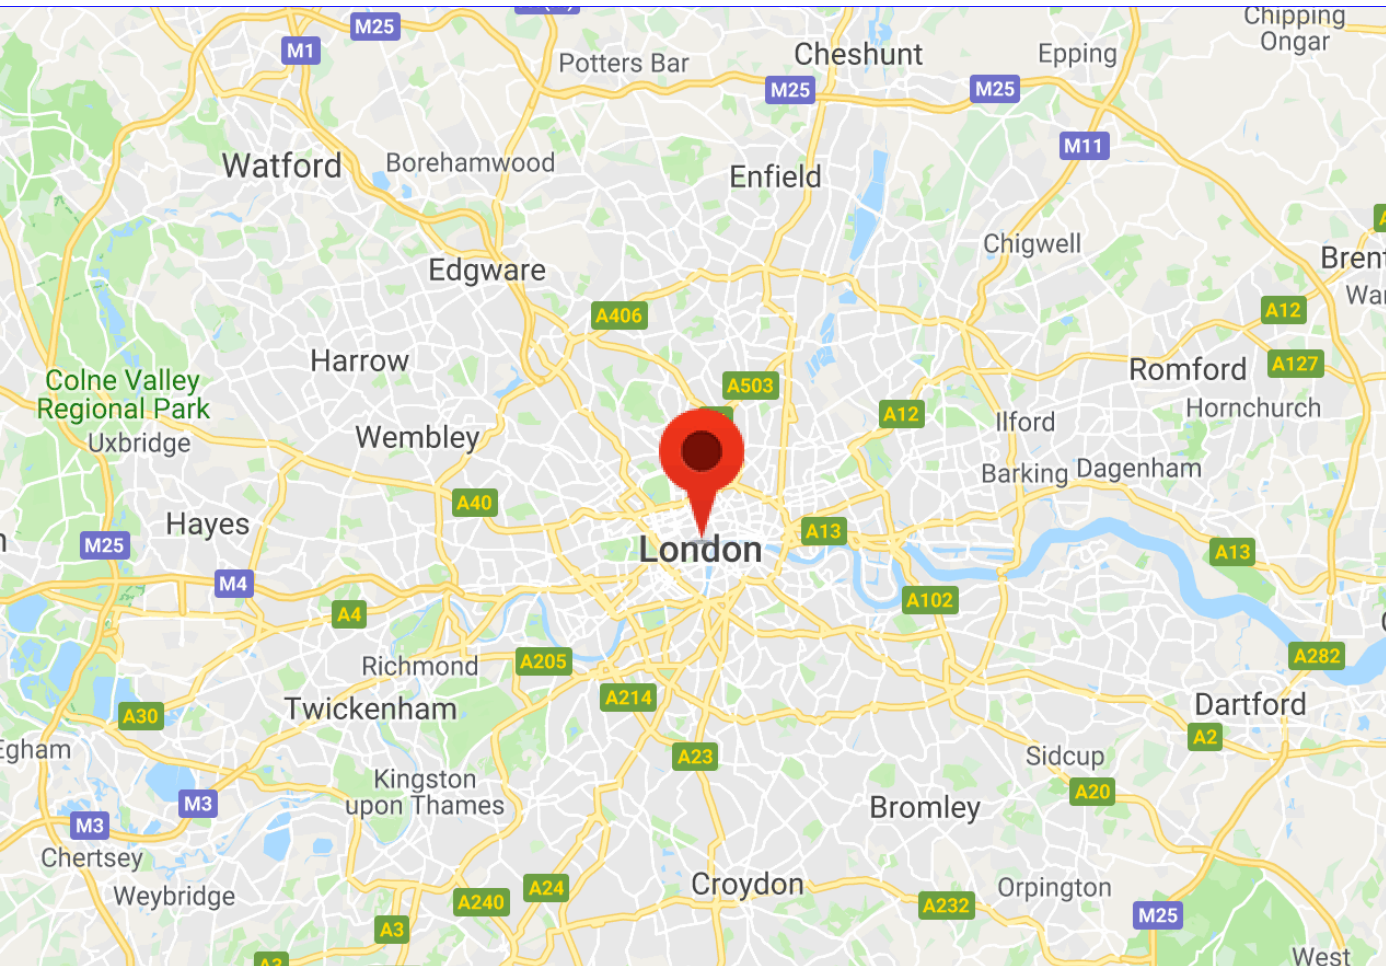 Chipping
Ongar
M25
M1
Potters Bar
Cheshunt
Epping
M25
M25
M11
Watford
Borehamwood
Enfield
Chigwell
Edgware
A406
A12
Harrow
A503
Romford
A127
Colne Valley
Regional Park
Hornchurch
A12
Ilford
Uxbridge
Wembley
Barking
Dagenham
A40
Hayes
A13
M25
London
A13
M4
A102
A4
A282
Richmond
A205
A214
Twickenham
Dartford
A30
A2
Egham
A23
Sidcup
Kingston
upon Thames
A20
M3
Bromley
M3
Chertsey
Croydon
Orpington
Weybridge
A24
A240
A232
M25
A3
West